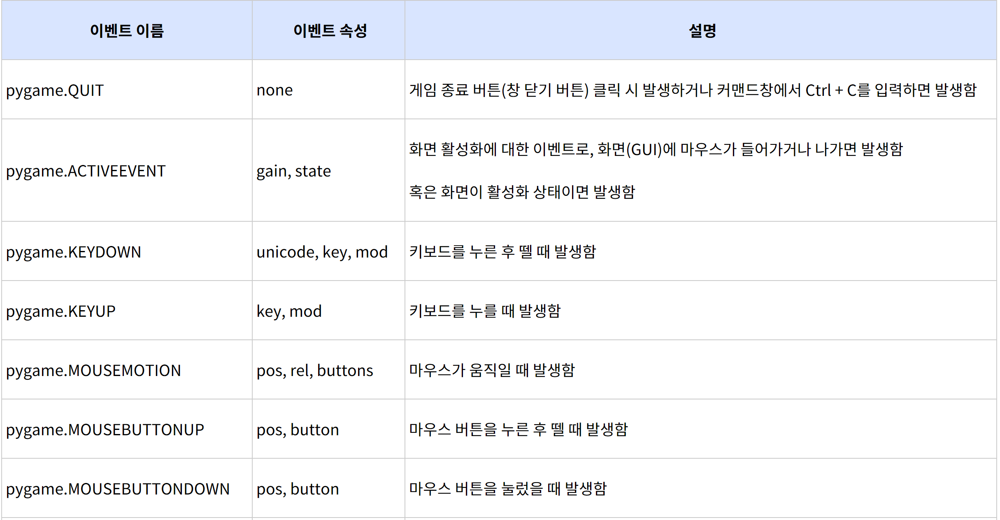 이벤트 이름 이벤트 속성 설명
pygame.QUIT none 게임 종료 버튼(창 닫기 버튼) 클릭 시 발생하거나 커맨드창에서 Ctrl + C를 입력하면 발생함
pygame.ACTIVEEVENT gain, state 화면 활성화에 대한 이벤트로, 화면(GUI)에 마우스가 들어가거나 나가면 발생함
혹은 화면이 활성화 상태이면 발생함
pygame.KEYDOWN unicode, key, mod 키보드를 누른 후 뗄 때 발생함
pygame.KEYUP key, mod 키보드를 누를 때 발생함
pygame.MOUSEMOTION pos, rel, buttons 마우스가 움직일 때 발생함
pygame.MOUSEBUTTONUP pos, button 마우스 버튼을 누른 후 뗄 때 발생함
pygame.MOUSEBUTTONDOWN pos, button 마우스 버튼을 눌렀을 때 발생함